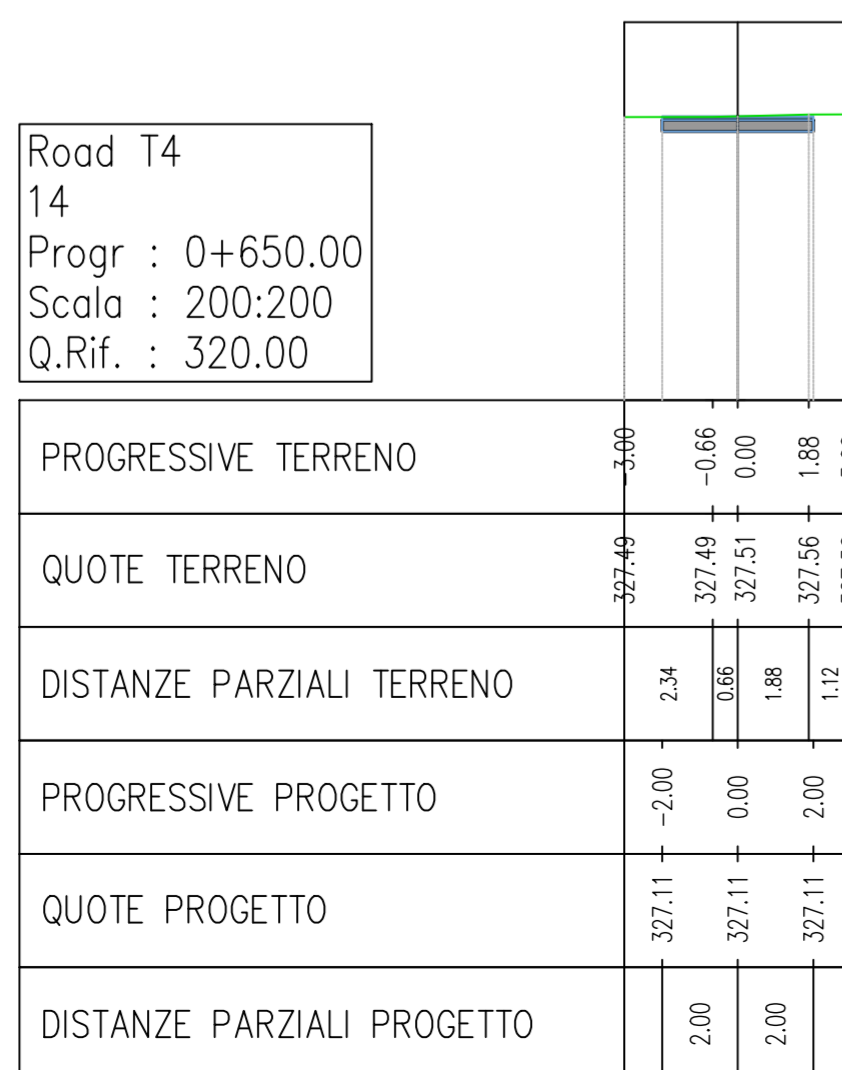 Road T4
14
Progr : 0+650.00
Scala : 200:200
Q.Rif. : 320.00
PROGRESSIVE TERRENO -3.00 -0.66 0.00 1.88
QUOTE TERRENO 327.49 327.49 327.51 327.56
DISTANZE PARZIALI TERRENO 2.34 0.66 1.88 1.12
PROGRESSIVE PROGETTO -2.00 0.00 2.00
QUOTE PROGETTO 327.11 327.11 327.11
DISTANZE PARZIALI PROGETTO 2.00 2.00